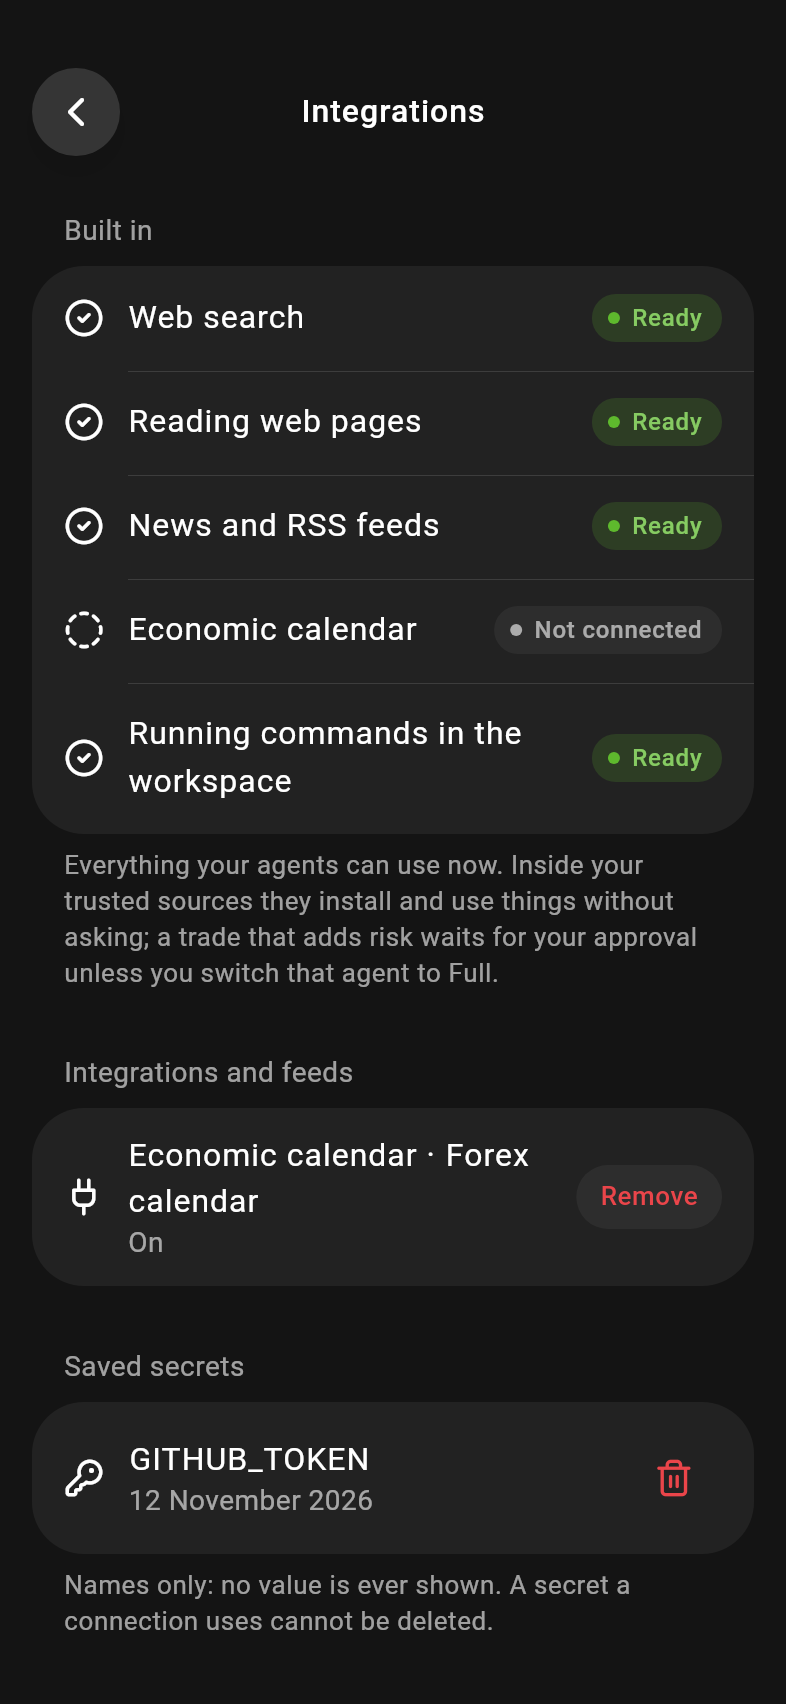 Integrations
Built in
Web search
Ready
Reading web pages
Ready
News and RSS feeds
Ready
Economic calendar
Not connected
Running commands in the
workspace
Ready
Everything your agents can use now. Inside your
trusted sources they install and use things without
asking; a trade that adds risk waits for your approval
unless you switch that agent to Full.
Integrations and feeds
Economic calendar · Forex
calendar
On
Remove
Saved secrets
GITHUB_TOKEN
12 November 2026
Names only: no value is ever shown. A secret a
connection uses cannot be deleted.